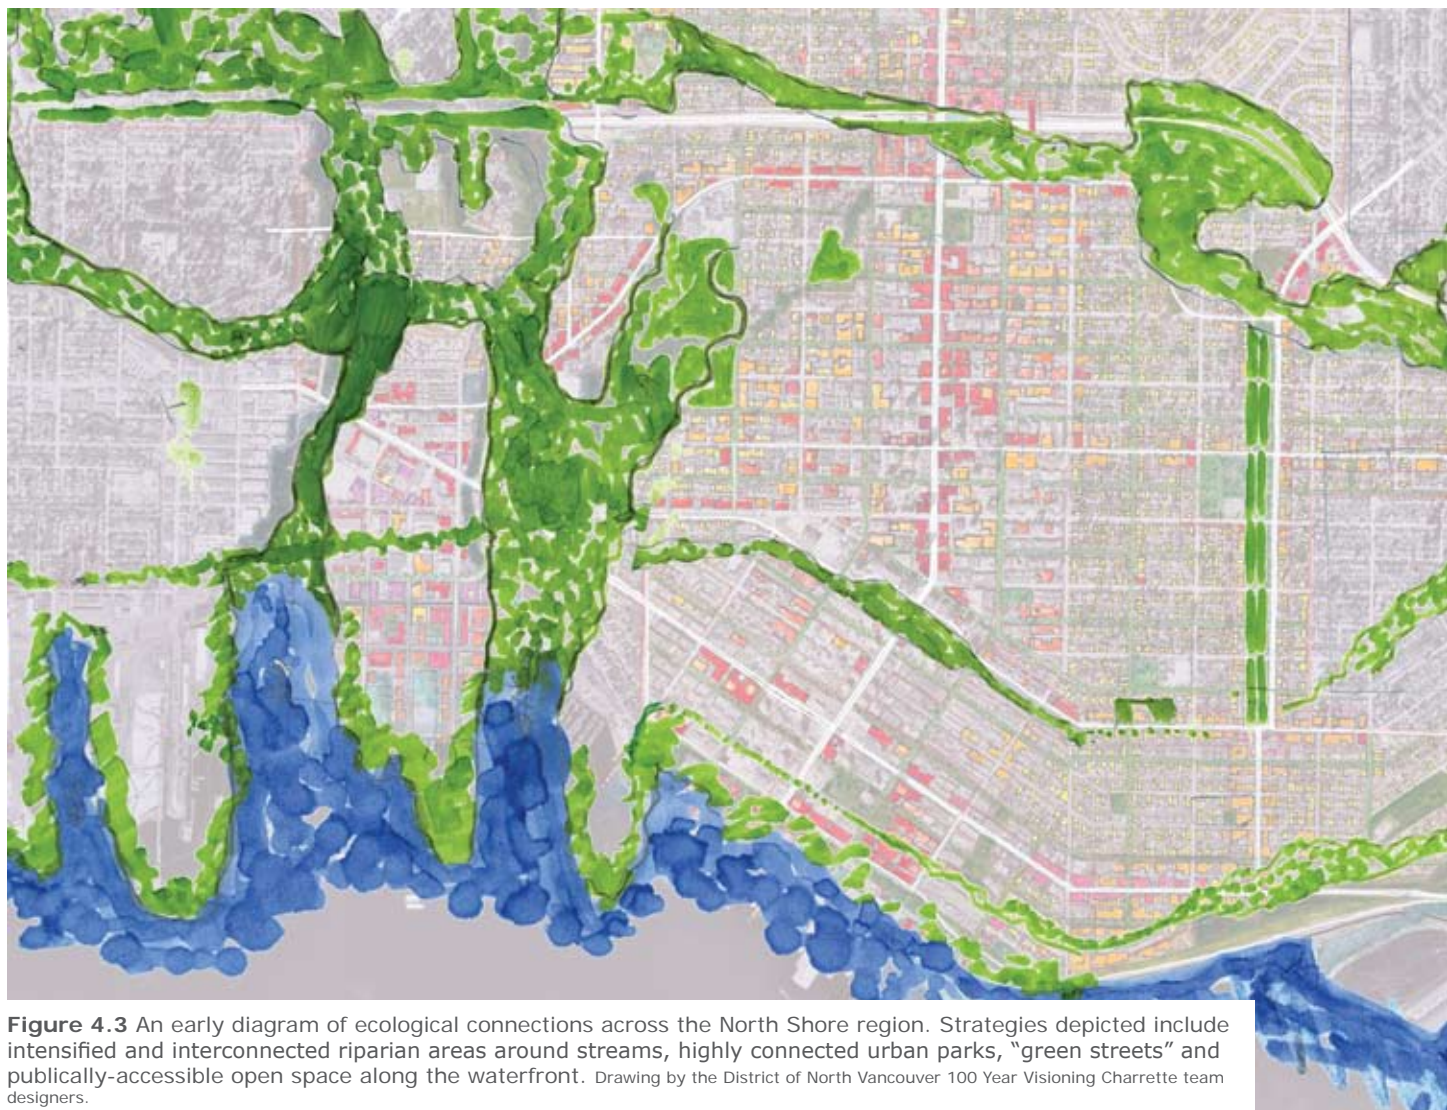 Figure 4.3 An early diagram of ecological connections across the North Shore region. Strategies depicted include
intensified and interconnected riparian areas around streams, highly connected urban parks, “green streets” and
publically-accessible open space along the waterfront. Drawing by the District of North Vancouver 100 Year Visioning Charrette team
designers.